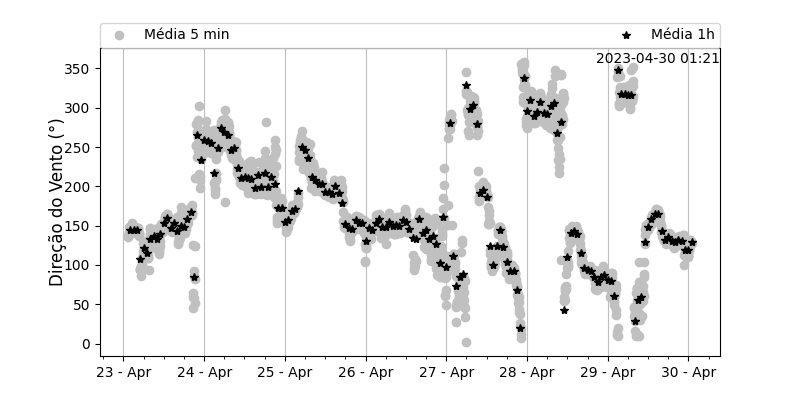 Média 5 min
Média 1h
2023-04-30 01:21
Direção do Vento (°)
350
300
250
200
150
100
50
0
23 - Apr
24 - Apr
25 - Apr
26 - Apr
27 - Apr
28 - Apr
29 - Apr
30 - Apr